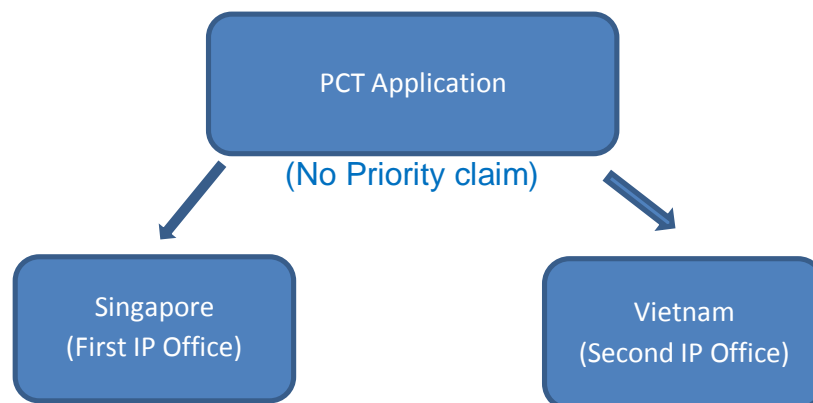 PCT Application
(No Priority claim)
Singapore
(First IP Office)
Vietnam
(Second IP Office)